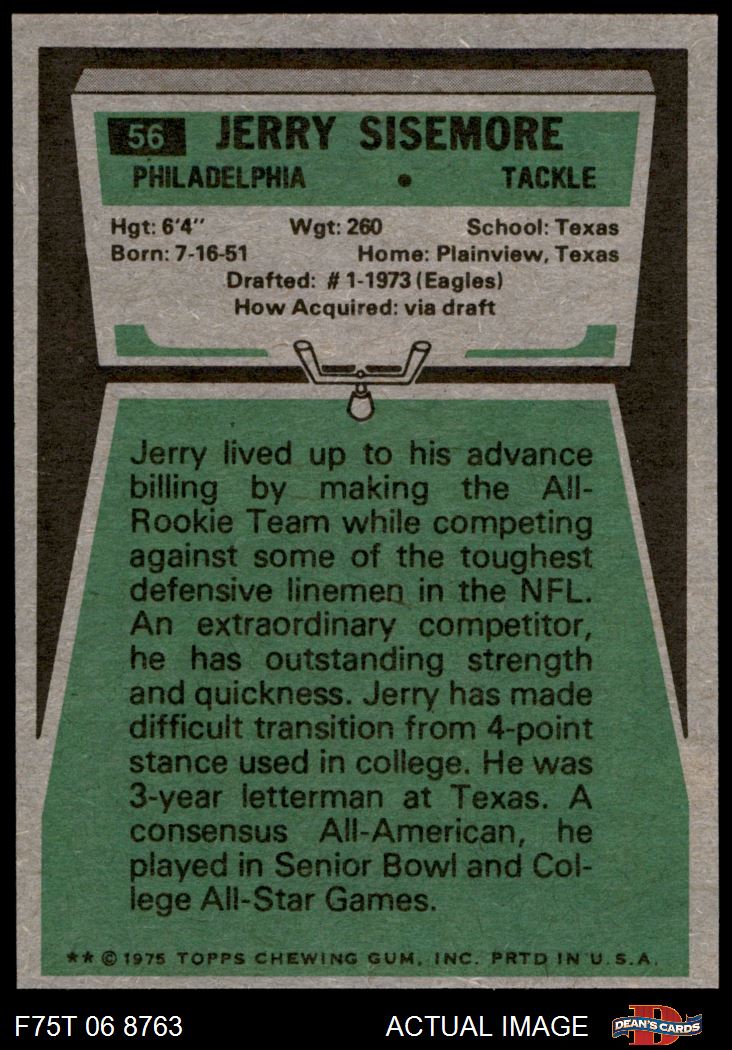 56 JERRY SISEMORE
PHILADELPHIA • TACKLE
Hgt: 6'4" Wgt: 260 School: Texas
Born: 7-16-51 Home: Plainview, Texas
Drafted: #1-1973 (Eagles)
How Acquired: via draft
Jerry lived up to his advance
billing by making the All-
Rookie Team while competing
against some of the toughest
defensive linemen in the NFL.
An extraordinary competitor,
he has outstanding strength
and quickness. Jerry has made
difficult transition from 4-point
stance used in college. He was
3-year letterman at Texas. A
consensus All-American, he
played in Senior Bowl and Col-
lege All-Star Games.
** © 1975 TOPPS CHEWING GUM, INC. PRTD IN U.S.A.
F75T 06 8763 ACTUAL IMAGE D DEAN'S CARDS